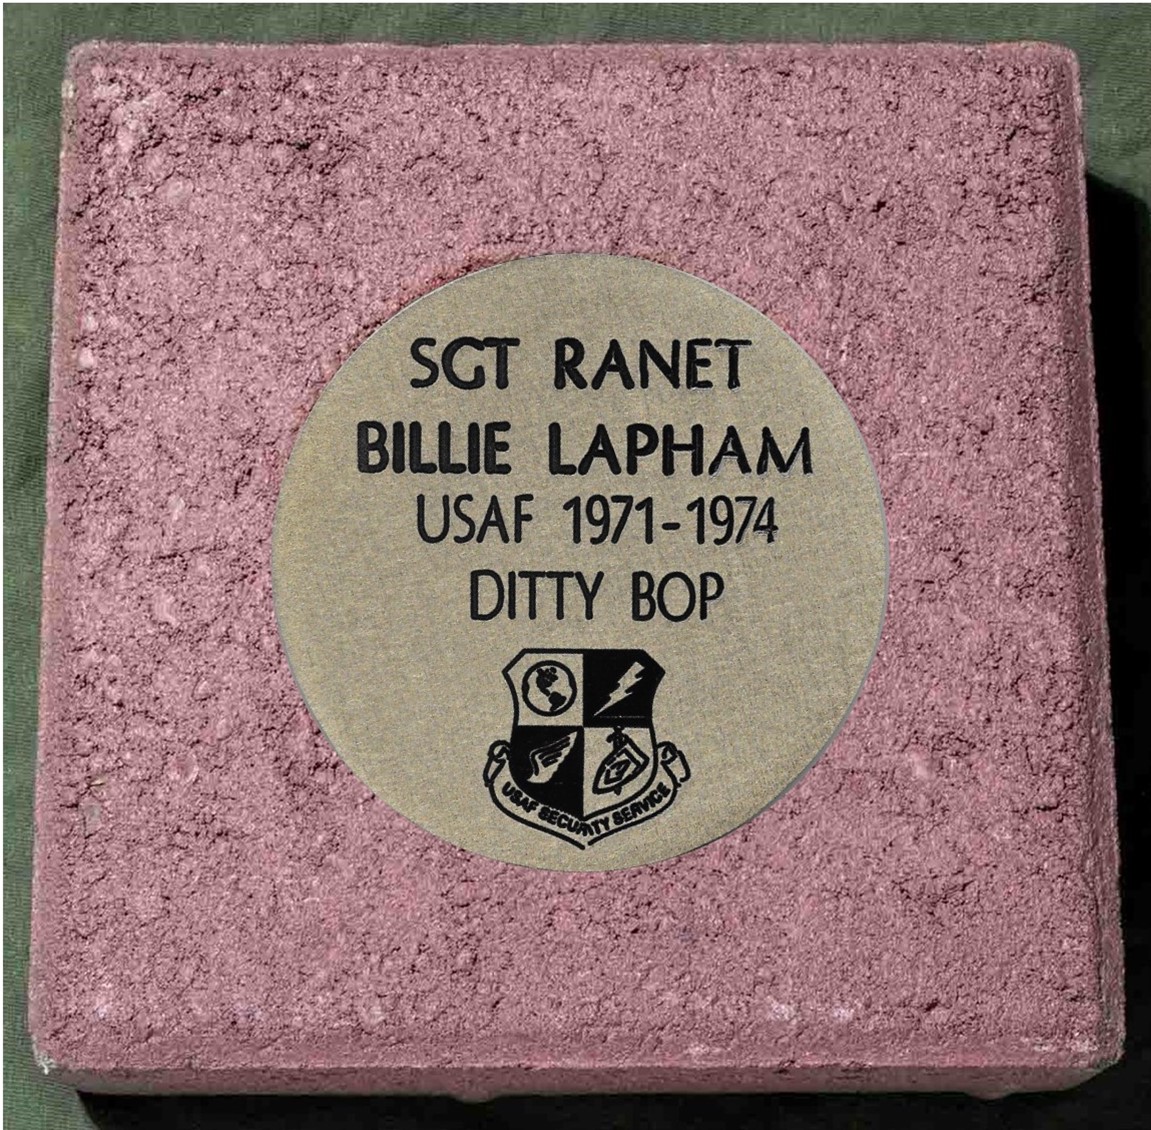 SGT RANET
BILLIE LAPHAM
USAF 1971-1974
DITTY BOP
USAF SECURITY SERVICE